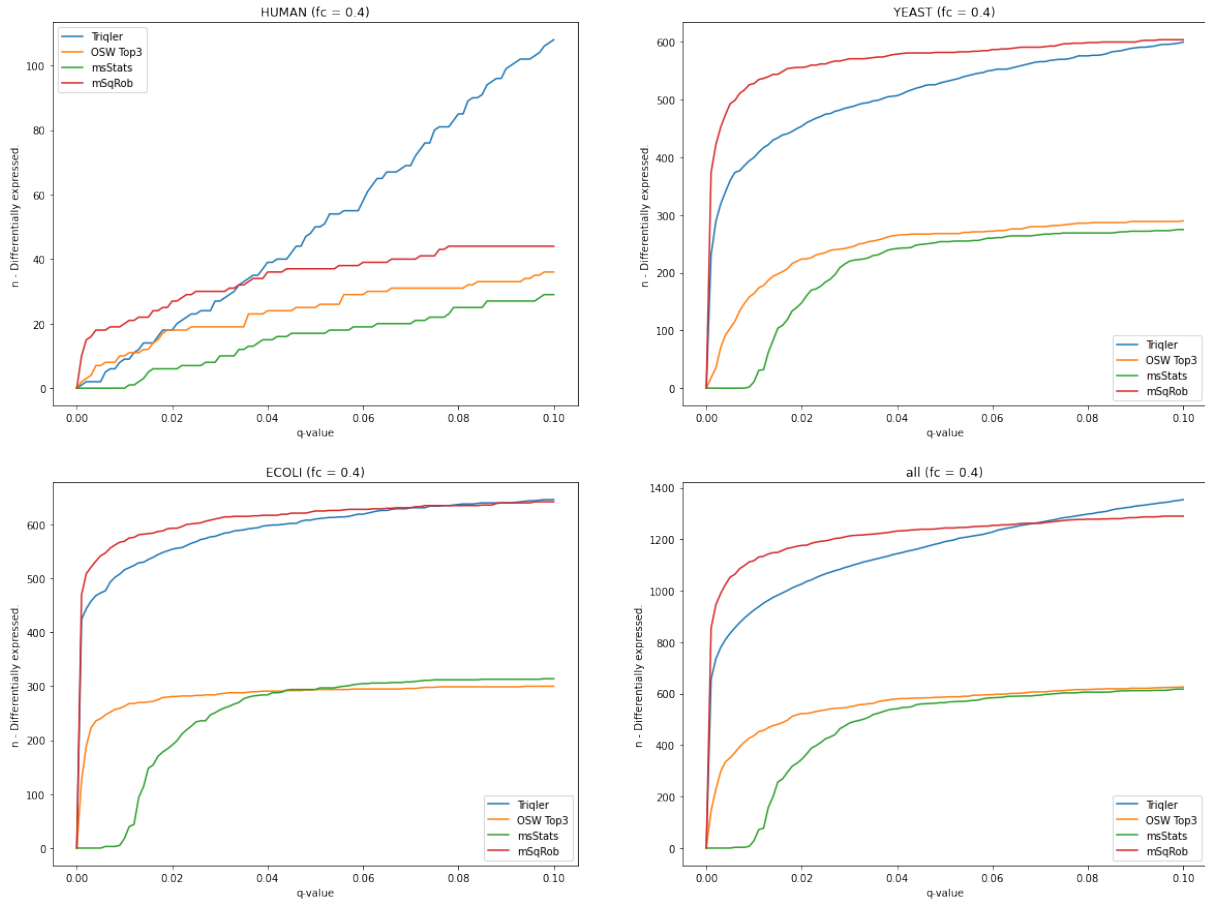 HUMAN (fc = 0.4)
Triqler
OSW Top3
msStats
mSqRob
n - Differentially expressed.
100
80
60
40
20
0
0.00 0.02 0.04 0.06 0.08 0.10
q-value
YEAST (fc = 0.4)
n - Differentially expressed.
600
500
400
300
200
100
0
Triqler
OSW Top3
msStats
mSqRob
0.00 0.02 0.04 0.06 0.08 0.10
q-value
ECOLI (fc = 0.4)
n - Differentially expressed.
600
500
400
300
200
100
0
Triqler
OSW Top3
msStats
mSqRob
0.00 0.02 0.04 0.06 0.08 0.10
q-value
all (fc = 0.4)
n - Differentially expressed.
1400
1200
1000
800
600
400
200
0
Triqler
OSW Top3
msStats
mSqRob
0.00 0.02 0.04 0.06 0.08 0.10
q-value